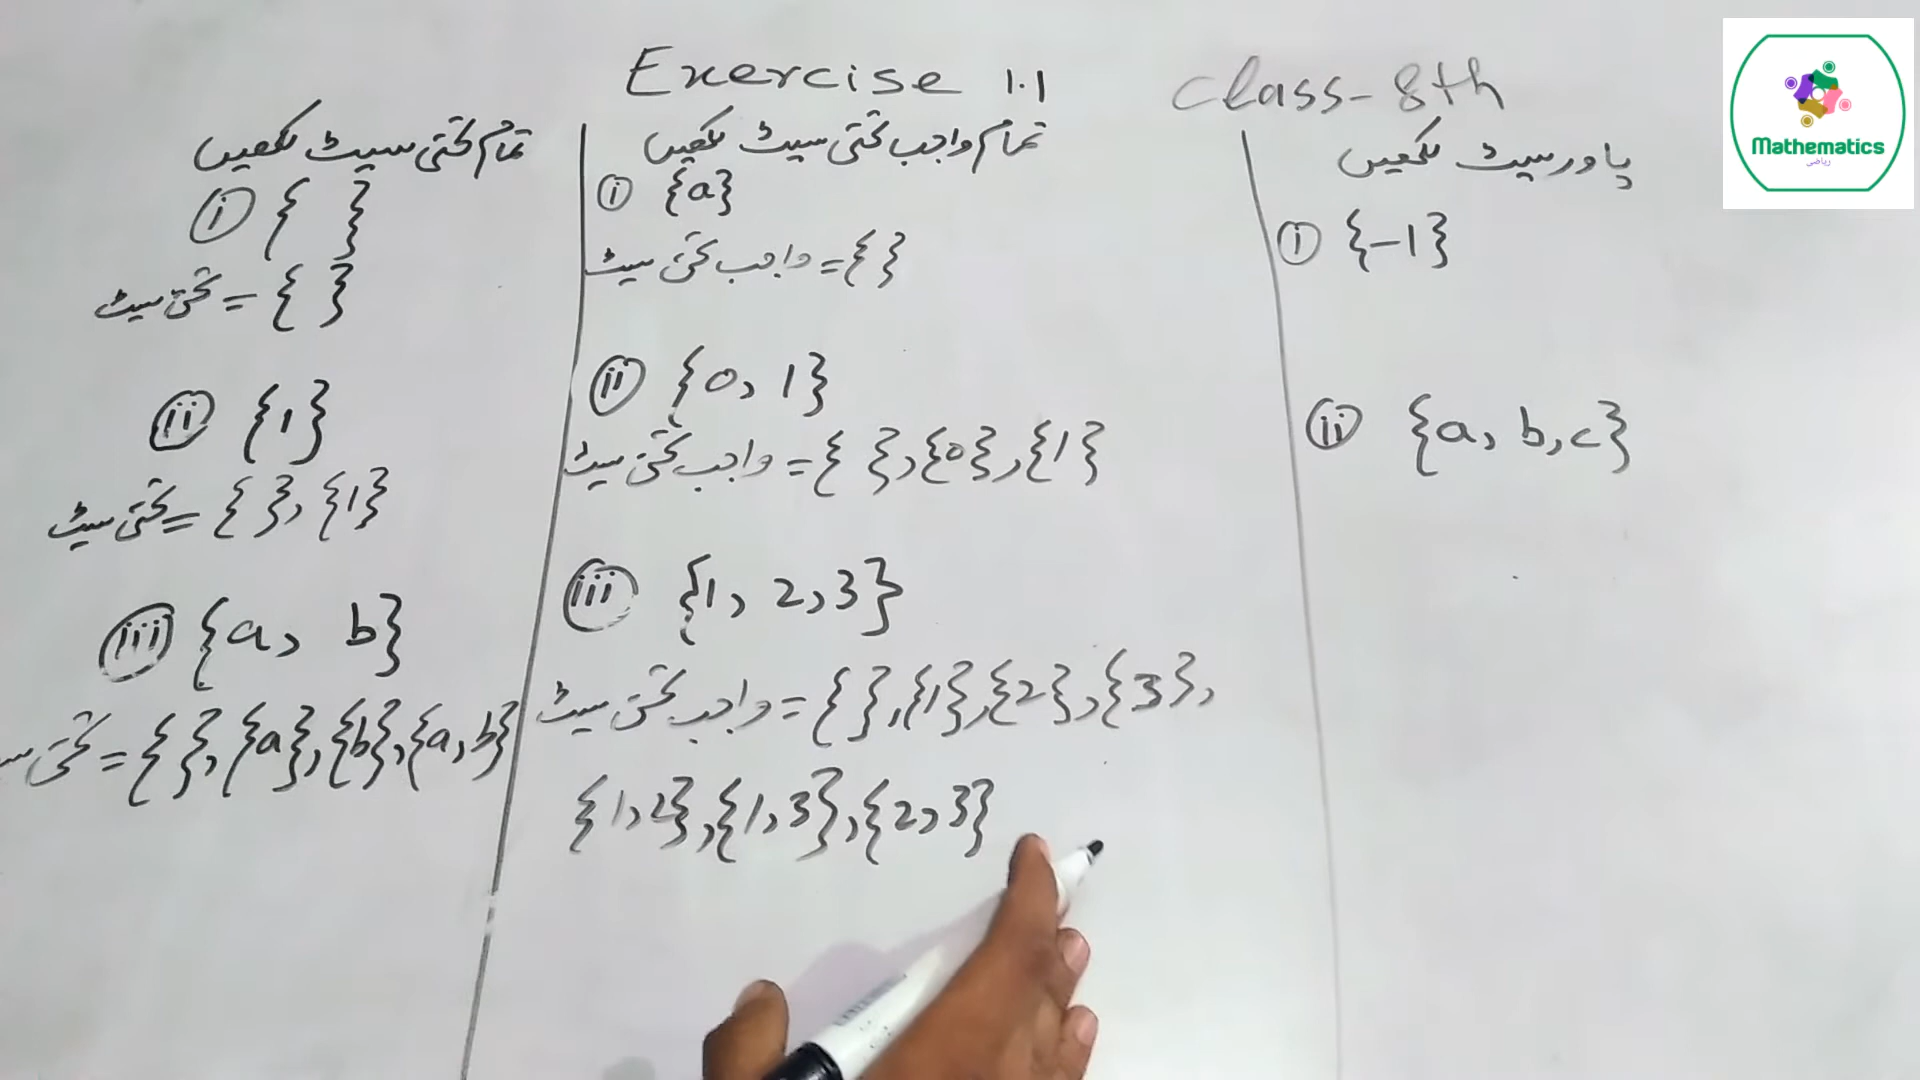 Exercise 1.1
Class-8th
تمام تحتی سیٹ لکھیں
i { }
تحتی سیٹ = { }
ii {1}
تحتی سیٹ = { }, {1}
iii {a, b}
تحتی س = { }, {a}, {b}, {a, b}
تمام واجب تحتی سیٹ لکھیں
i {a}
واجب تحتی سیٹ = { }
ii {0, 1}
واجب تحتی سیٹ = { }, {0}, {1}
iii {1, 2, 3}
واجب تحتی سیٹ = { }, {1}, {2}, {3},
{1, 2}, {1, 3}, {2, 3}
پاور سیٹ لکھیں
i {-1}
ii {a, b, c}
Mathematics
ریاضی